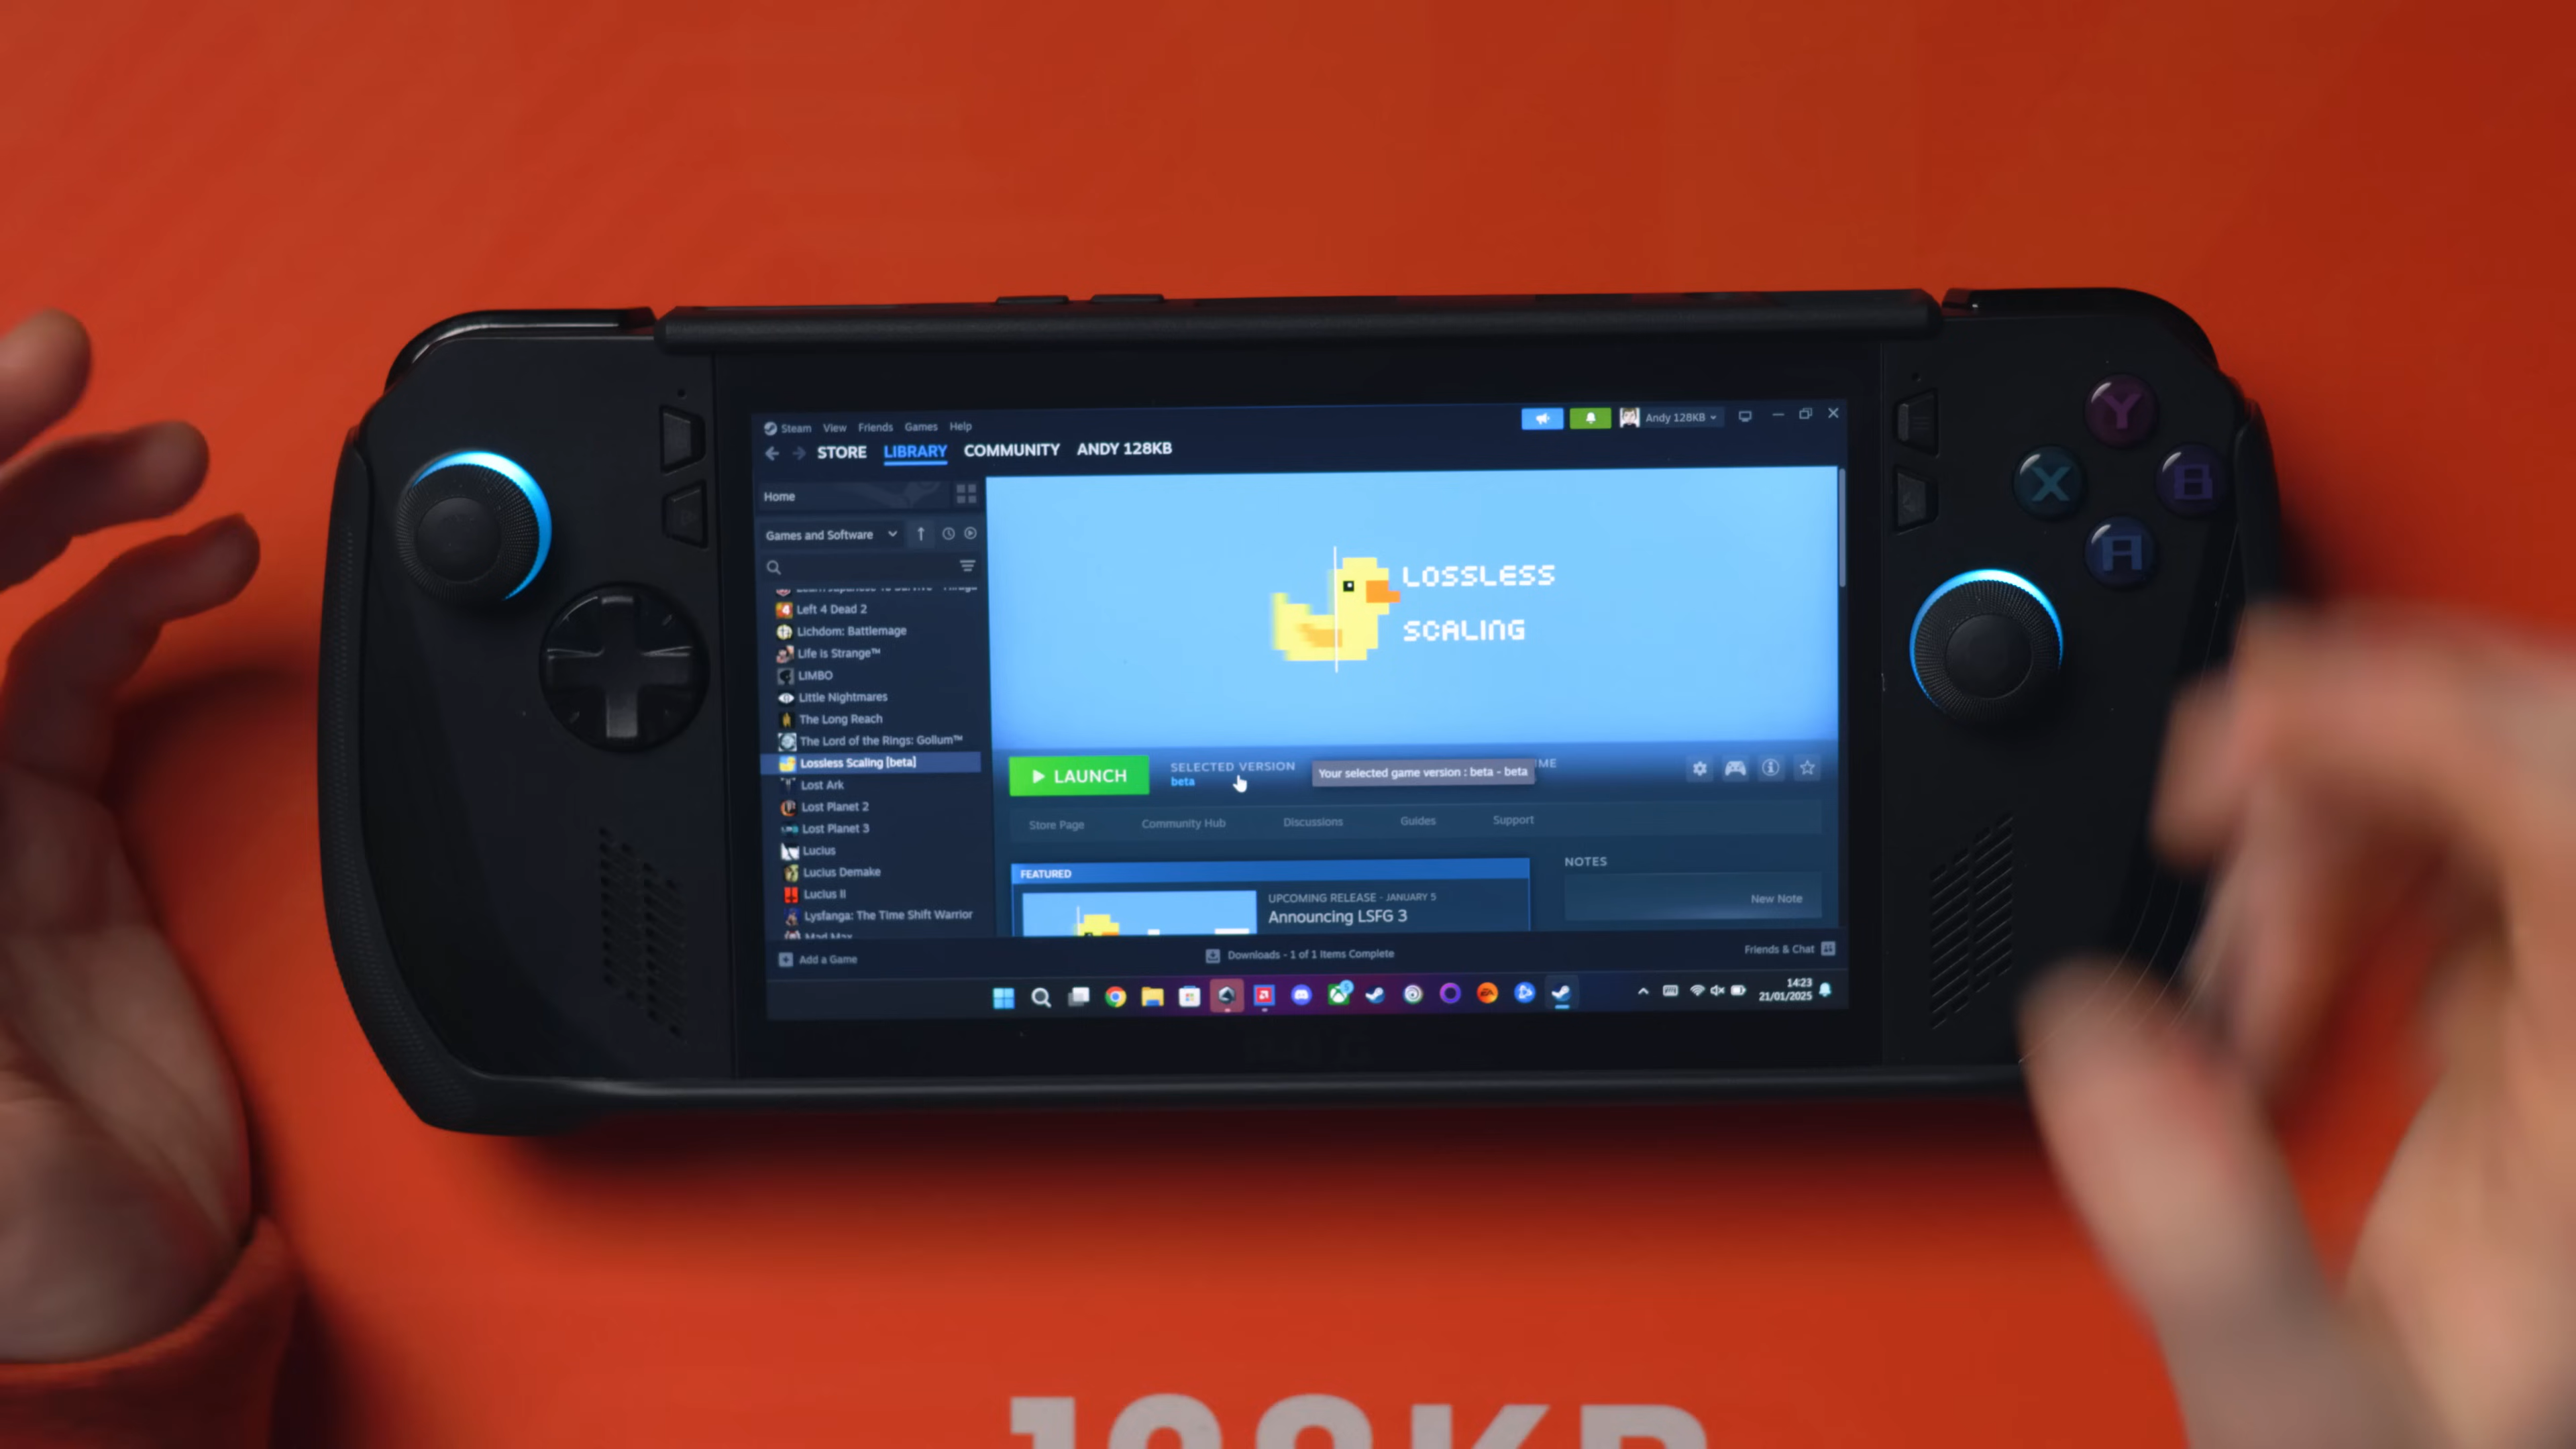 Steam View Friends Games Help
Andy 128KB
STORE LIBRARY COMMUNITY ANDY 128KB
Home
Games and Software
Left 4 Dead 2
Lichdom: Battlemage
Life is Strange™
LIMBO
Little Nightmares
The Long Reach
The Lord of the Rings: Gollum™
Lossless Scaling [beta]
Lost Ark
Lost Planet 2
Lost Planet 3
Lucius
Lucius Demake
Lucius II
Lysfanga: The Time Shift Warrior
Mad Max
Add a Game
LOSSLESS
SCALING
LAUNCH
SELECTED VERSION
beta
Your selected game version : beta - beta
Store Page Community Hub Discussions Guides Support
FEATURED
UPCOMING RELEASE - JANUARY 5
Announcing LSFG 3
NOTES
New Note
Downloads - 1 of 1 Items Complete
Friends & Chat
14:23
21/01/2025
Y
X
B
A
128KB